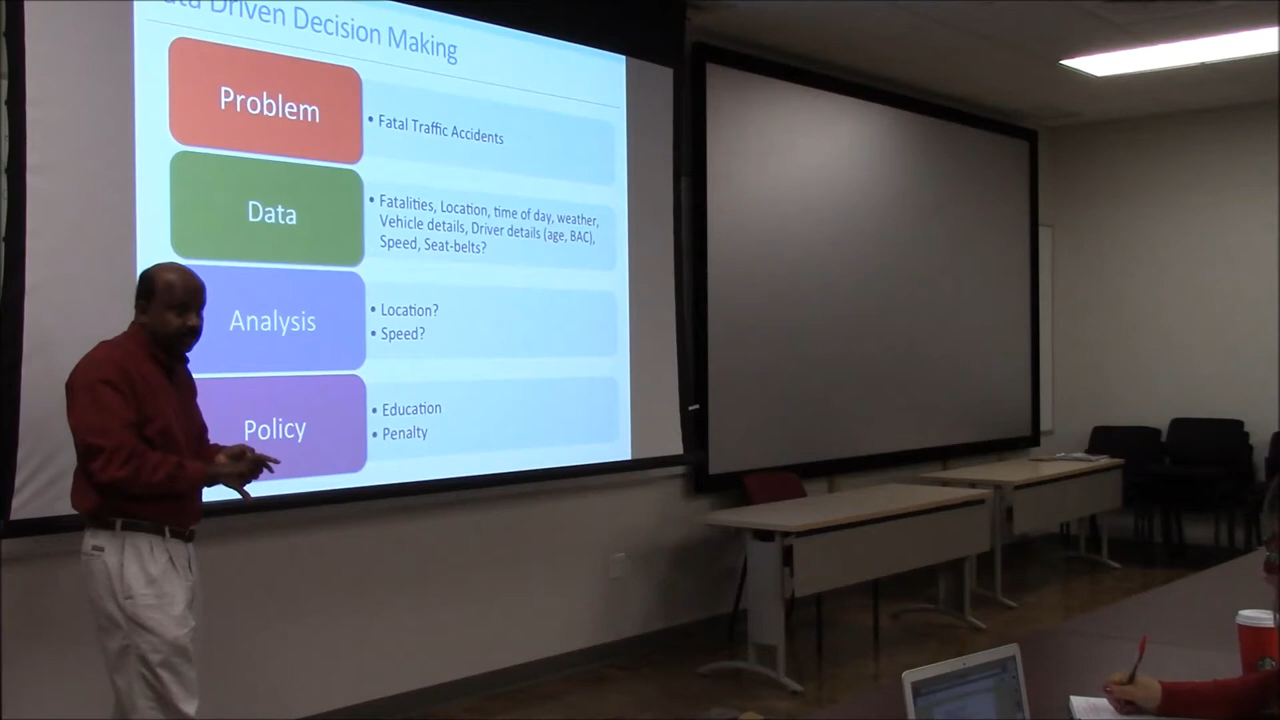 Driven Decision Making
Problem
• Fatal Traffic Accidents
Data
• Fatalities, Location, time of day, weather,
Vehicle details, Driver details (age, BAC),
Speed, Seat-belts?
Analysis
• Location?
• Speed?
Policy
• Education
• Penalty